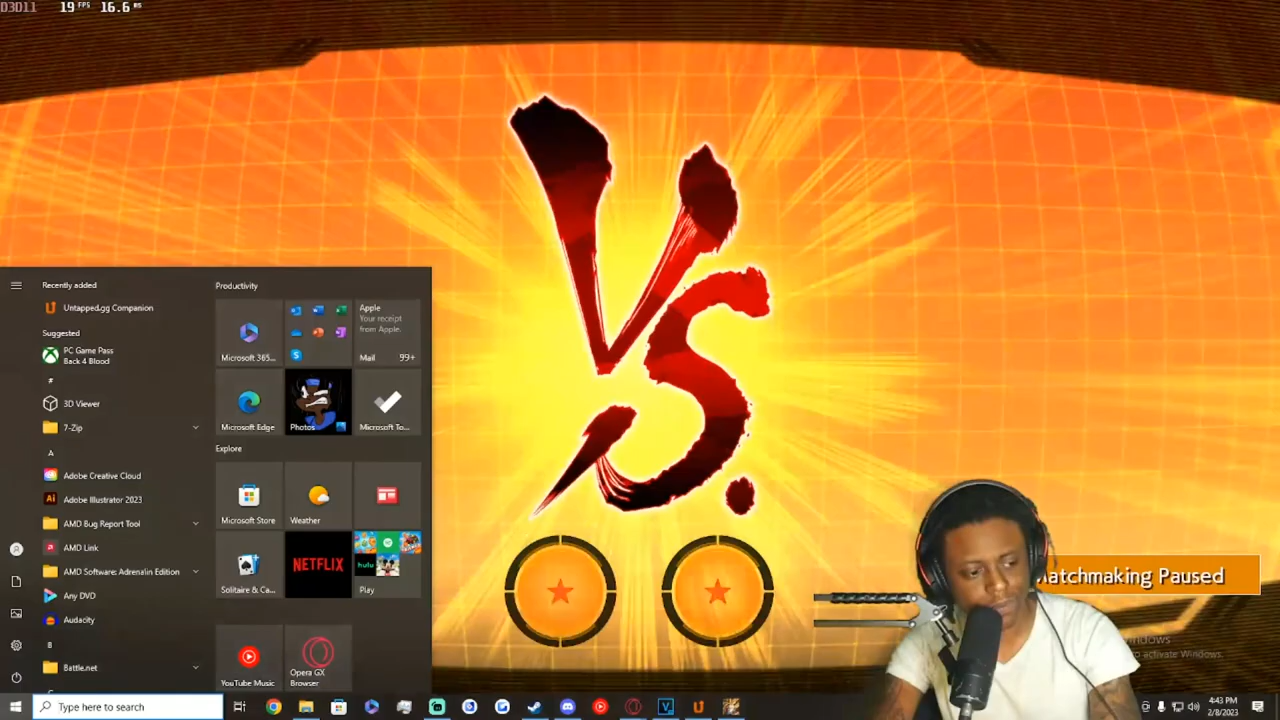 D3D11 19 FPS 16.6 ms
VS.
Recently added
Untapped.gg Companion
Suggested
PC Game Pass
Back 4 Blood
#
3D Viewer
7-Zip
A
Adobe Creative Cloud
Adobe Illustrator 2023
AMD Bug Report Tool
AMD Link
AMD Software: Adrenalin Edition
Any DVD
Audacity
B
Battle.net
Productivity
Microsoft 365...
Apple
Your receipt
from Apple.
Mail 99+
Microsoft Edge
Photos
Microsoft To...
Explore
Microsoft Store
Weather
Solitaire & Ca...
NETFLIX
hulu
Play
YouTube Music
Opera GX
Browser
Matchmaking Paused
to activate Windows.
Type here to search
4:43 PM
2/8/2023